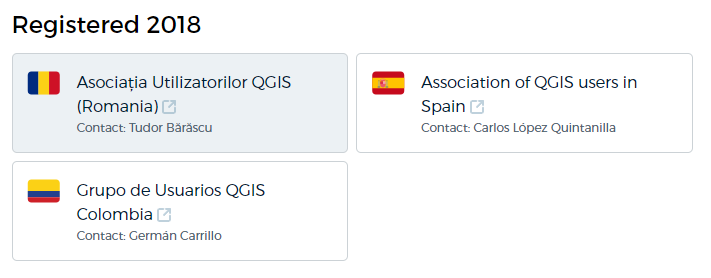 Registered 2018
Asociația Utilizatorilor QGIS
(Romania)
Contact: Tudor Bărăscu
Association of QGIS users in
Spain
Contact: Carlos López Quintanilla
Grupo de Usuarios QGIS
Colombia
Contact: Germán Carrillo